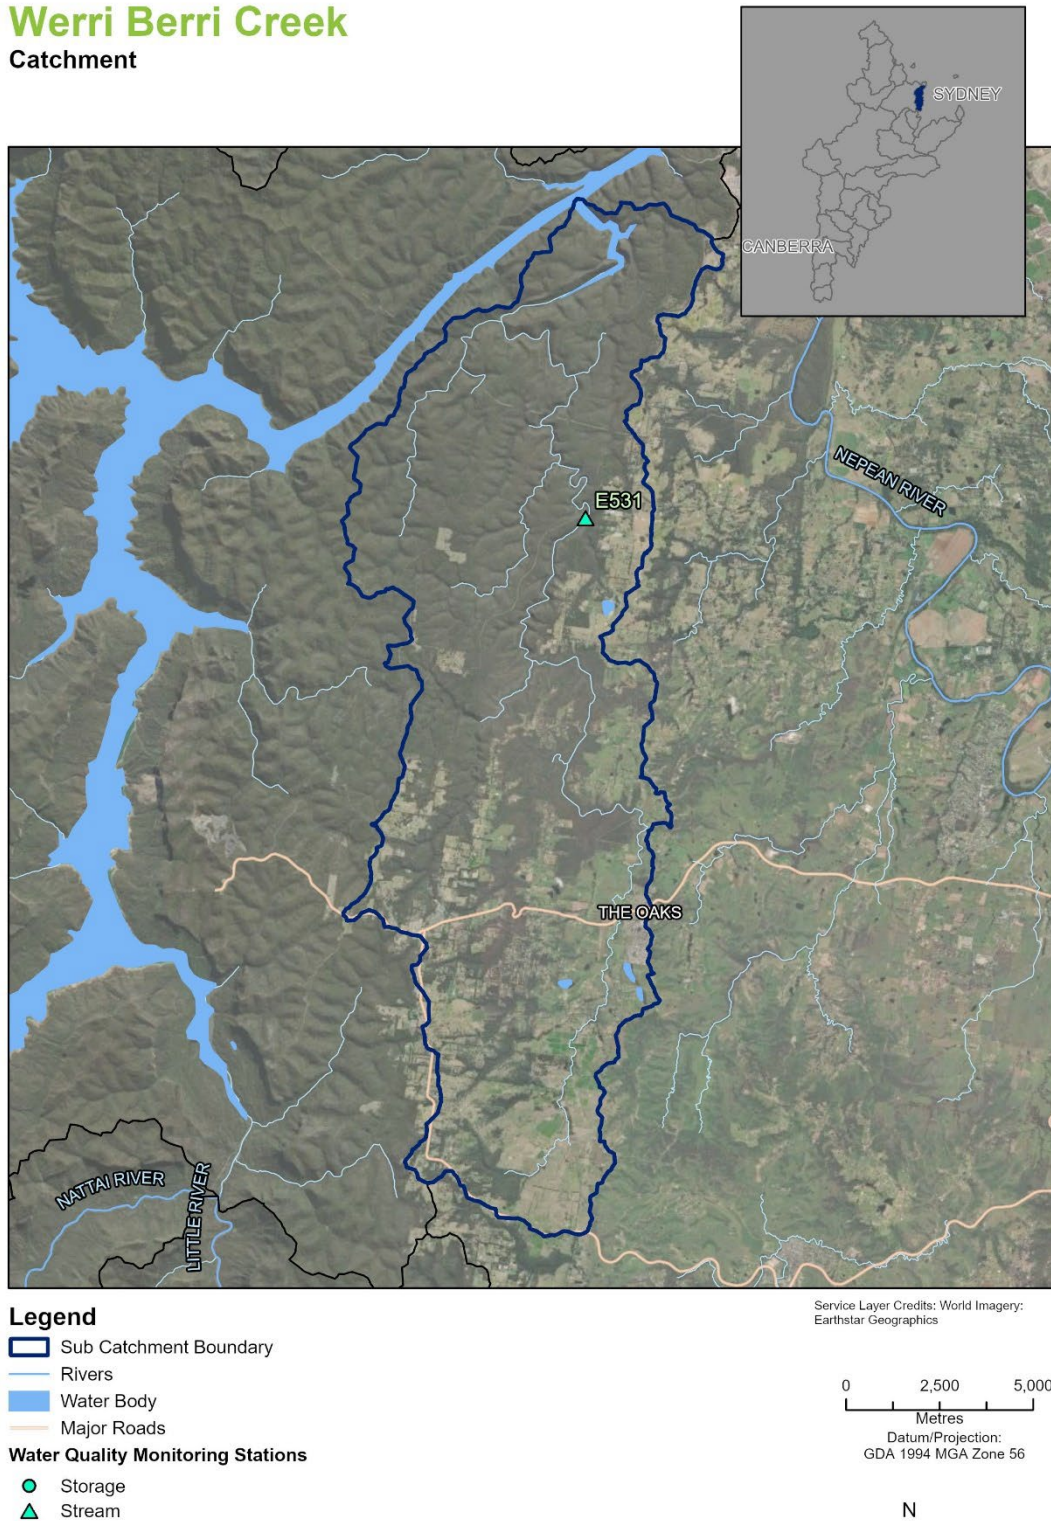 Werri Berri Creek
Catchment
SYDNEY
CANBERRA
NEPEAN RIVER
E531
THE OAKS
NATTAI RIVER
LITTLE RIVER
Legend
Sub Catchment Boundary
Rivers
Water Body
Major Roads
Water Quality Monitoring Stations
Storage
Stream
Service Layer Credits: World Imagery:
Earthstar Geographics
0 2,500 5,000
Metres
Datum/Projection:
GDA 1994 MGA Zone 56
N